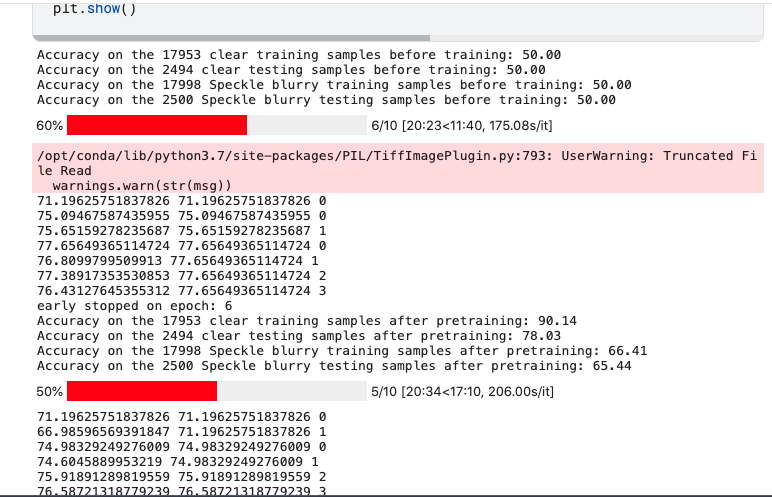 plt.show()
Accuracy on the 17953 clear training samples before training: 50.00
Accuracy on the 2494 clear testing samples before training: 50.00
Accuracy on the 17998 Speckle blurry training samples before training: 50.00
Accuracy on the 2500 Speckle blurry testing samples before training: 50.00
60% 6/10 [20:23<11:40, 175.08s/it]
/opt/conda/lib/python3.7/site-packages/PIL/TiffImagePlugin.py:793: UserWarning: Truncated Fi
le Read
warnings.warn(str(msg))
71.19625751837826 71.19625751837826 0
75.09467587435955 75.09467587435955 0
75.65159278235687 75.65159278235687 1
77.65649365114724 77.65649365114724 0
76.8099799509913 77.65649365114724 1
77.38917353530853 77.65649365114724 2
76.43127645355312 77.65649365114724 3
early stopped on epoch: 6
Accuracy on the 17953 clear training samples after pretraining: 90.14
Accuracy on the 2494 clear testing samples after pretraining: 78.03
Accuracy on the 17998 Speckle blurry training samples after pretraining: 66.41
Accuracy on the 2500 Speckle blurry testing samples after pretraining: 65.44
50% 5/10 [20:34<17:10, 206.00s/it]
71.19625751837826 71.19625751837826 0
66.98596569391847 71.19625751837826 1
74.98329249276009 74.98329249276009 0
74.6045889953219 74.98329249276009 1
75.91891289819559 75.91891289819559 2
76.58721318779239 76.58721318779239 3